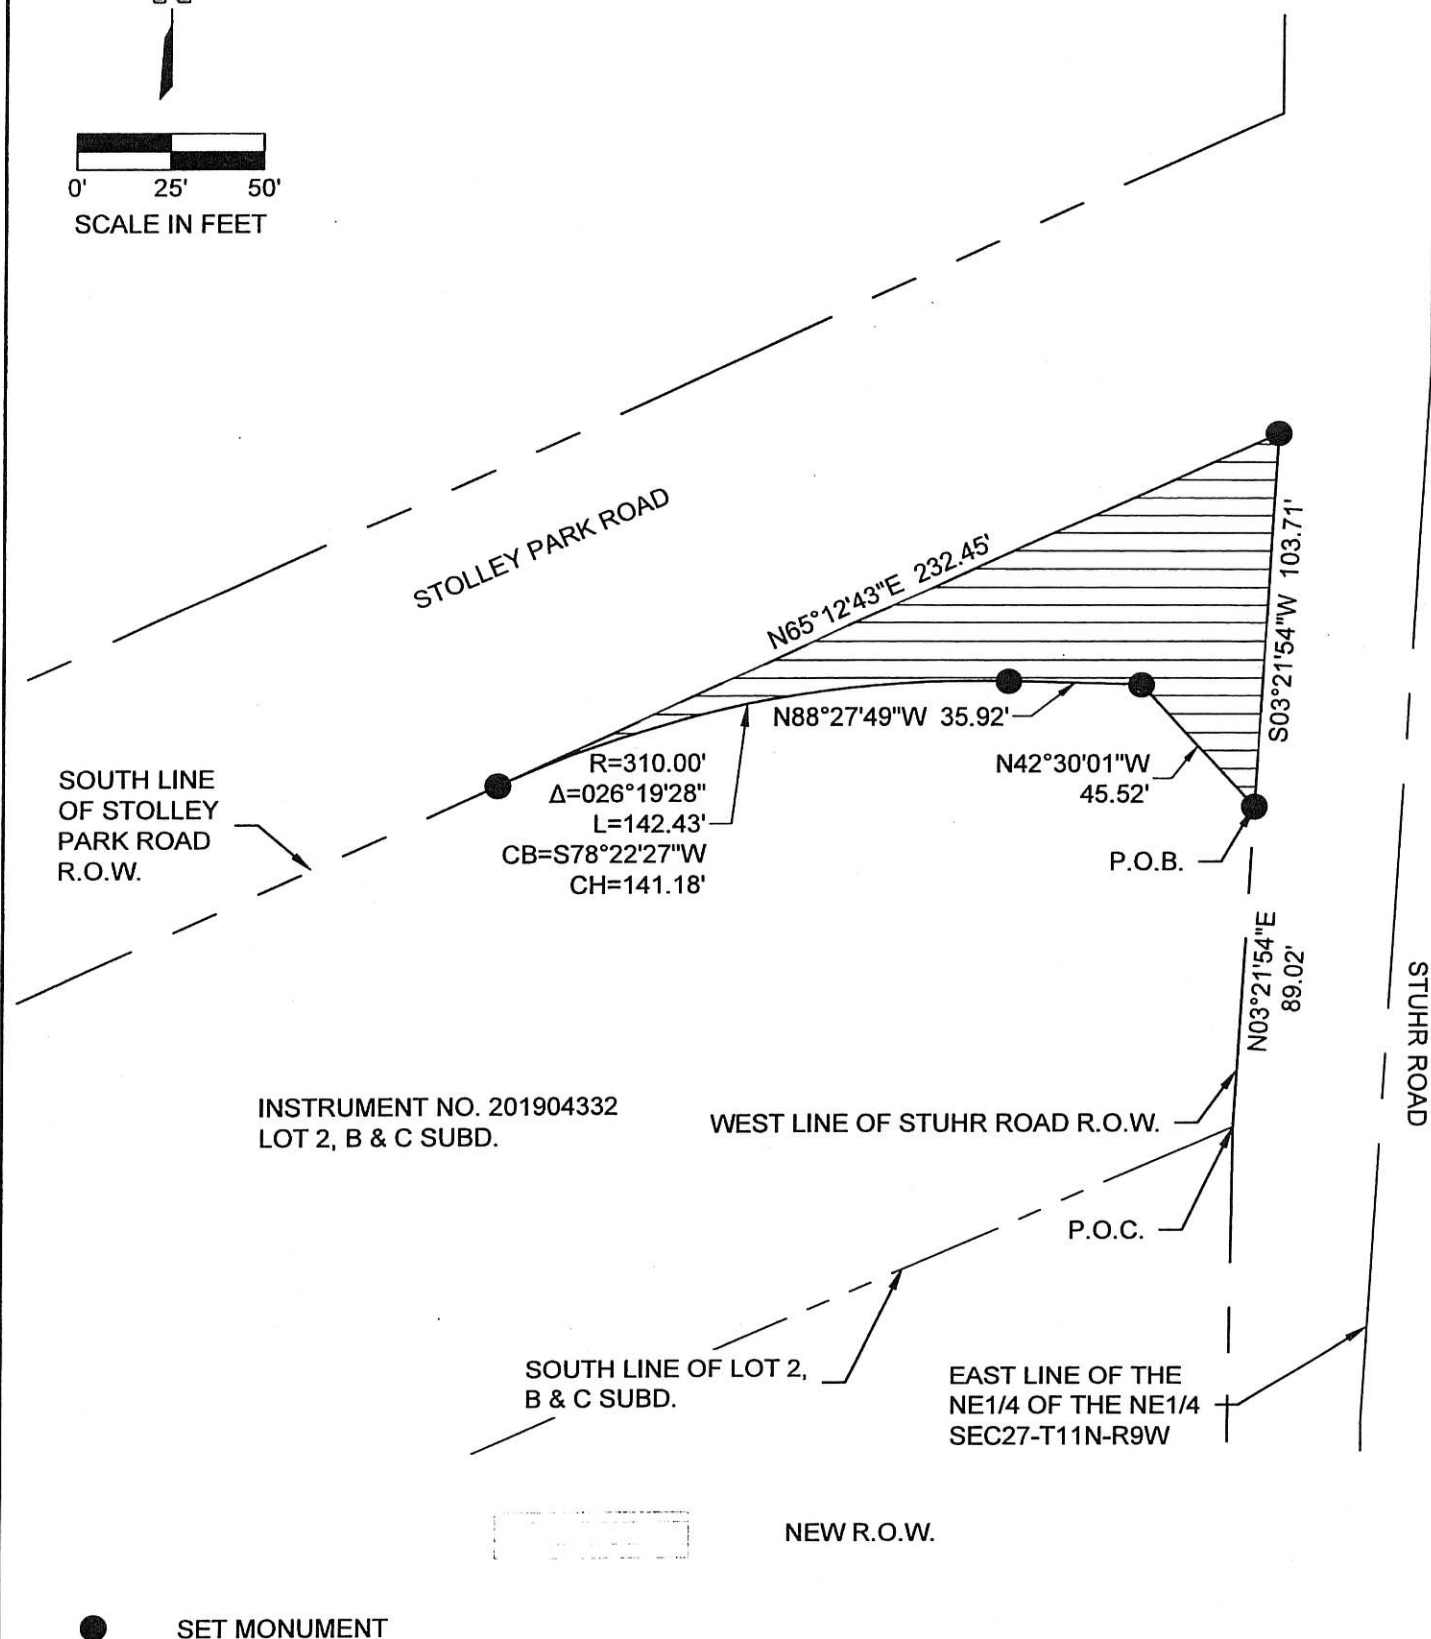 0' 25' 50'
SCALE IN FEET
STOLLEY PARK ROAD
N65°12'43"E 232.45'
S03°21'54"W 103.71'
N88°27'49"W 35.92'
N42°30'01"W
45.52'
R=310.00'
Δ=026°19'28"
L=142.43'
CB=S78°22'27"W
CH=141.18'
SOUTH LINE
OF STOLLEY
PARK ROAD
R.O.W.
P.O.B.
N03°21'54"E
89.02'
STUHR ROAD
INSTRUMENT NO. 201904332
LOT 2, B & C SUBD.
WEST LINE OF STUHR ROAD R.O.W.
P.O.C.
SOUTH LINE OF LOT 2,
B & C SUBD.
EAST LINE OF THE
NE1/4 OF THE NE1/4
SEC27-T11N-R9W
NEW R.O.W.
SET MONUMENT